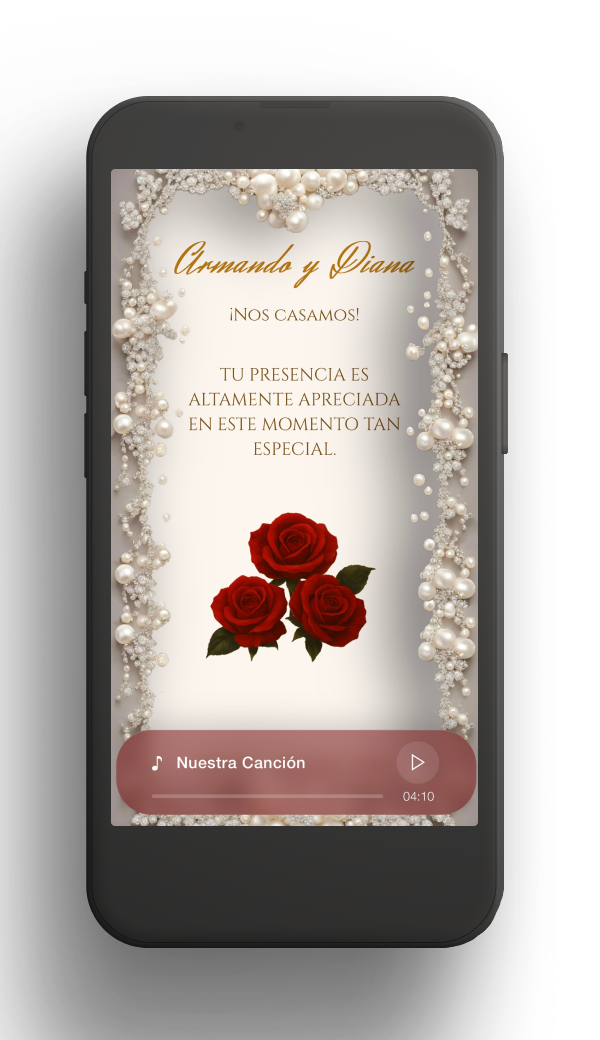 Armando y Diana
¡Nos casamos!
TU PRESENCIA ES
ALTAMENTE APRECIADA
EN ESTE MOMENTO TAN
ESPECIAL.
Nuestra Canción
04:10